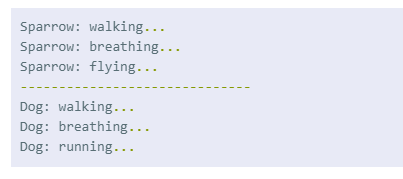 Sparrow: walking...
Sparrow: breathing...
Sparrow: flying...
------------------------------
Dog: walking...
Dog: breathing...
Dog: running...